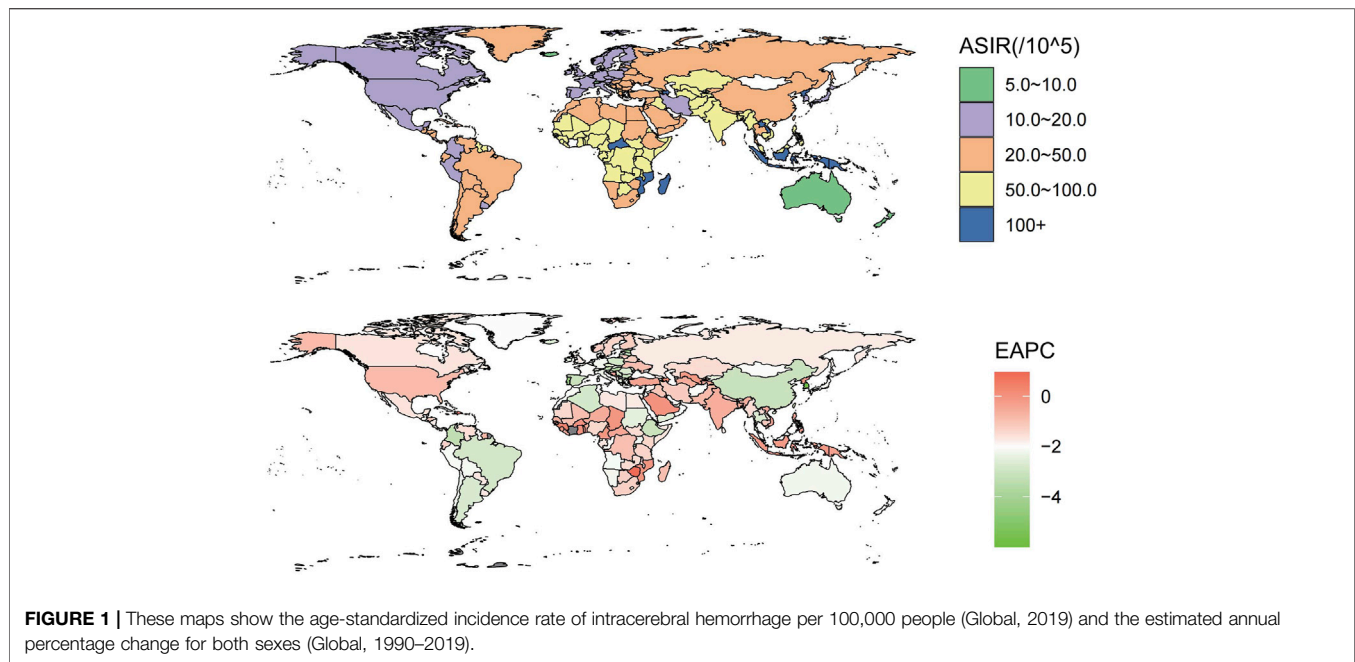 ASIR(/10^5)
5.0~10.0
10.0~20.0
20.0~50.0
50.0~100.0
100+
EAPC
0
−2
−4
FIGURE 1 | These maps show the age-standardized incidence rate of intracerebral hemorrhage per 100,000 people (Global, 2019) and the estimated annual
percentage change for both sexes (Global, 1990–2019).